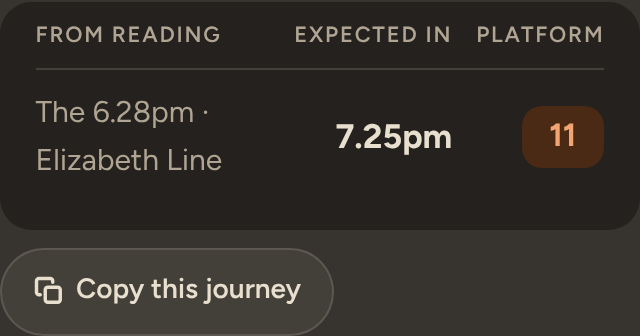 FROM READING EXPECTED IN PLATFORM
The 6.28pm ·
Elizabeth Line
7.25pm
11
Copy this journey